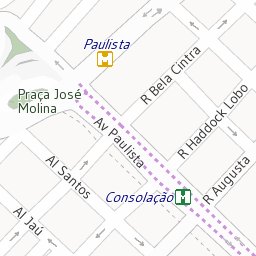 Paulista
R Bela Cintra
Praça José
Molina
Av Paulista
R Haddock Lobo
Al Santos
Consolação
R Augusta
Al Jaú